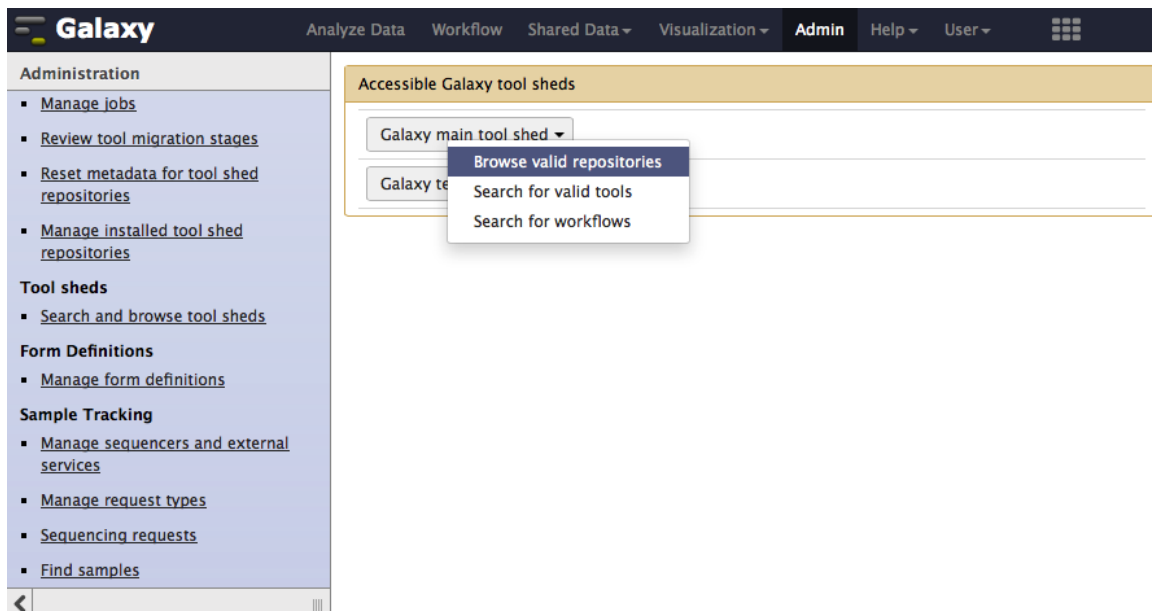 Galaxy
Analyze Data Workflow Shared Data Visualization Admin Help User
Administration
Manage jobs
Review tool migration stages
Reset metadata for tool shed
repositories
Manage installed tool shed
repositories
Tool sheds
Search and browse tool sheds
Form Definitions
Manage form definitions
Sample Tracking
Manage sequencers and external
services
Manage request types
Sequencing requests
Find samples
Accessible Galaxy tool sheds
Galaxy main tool shed
Browse valid repositories
Search for valid tools
Search for workflows
Galaxy te